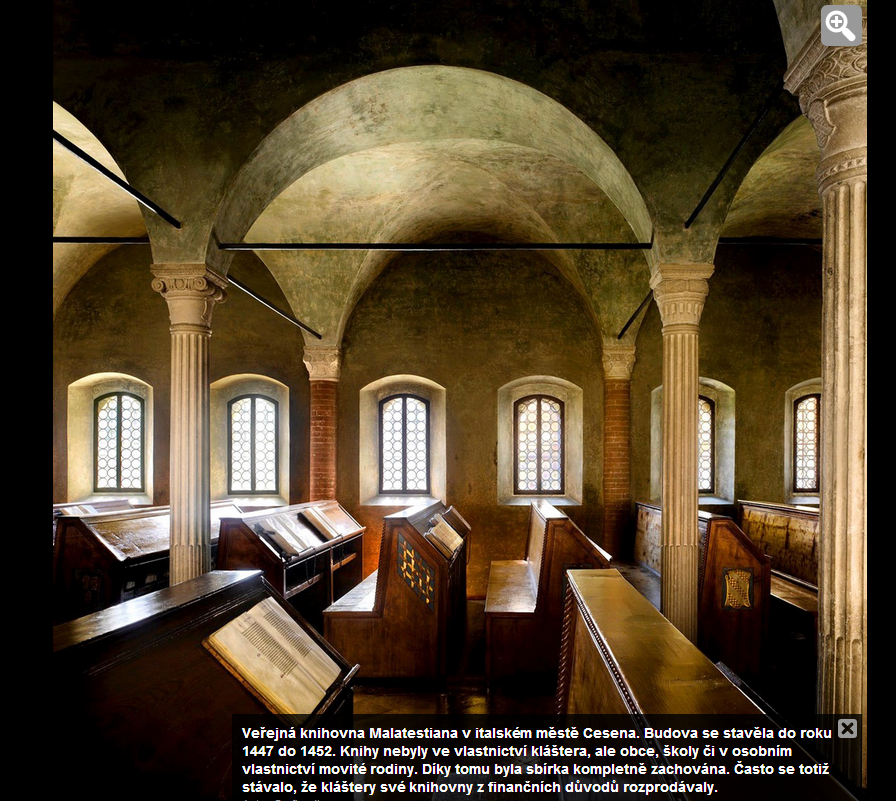 Veřejná knihovna Malatestiana v italském městě Cesena. Budova se stavěla do roku
1447 do 1452. Knihy nebyly ve vlastnictví kláštera, ale obce, školy či v osobním
vlastnictví movité rodiny. Díky tomu byla sbírka kompletně zachována. Často se totiž
stávalo, že kláštery své knihovny z finančních důvodů rozprodávaly.